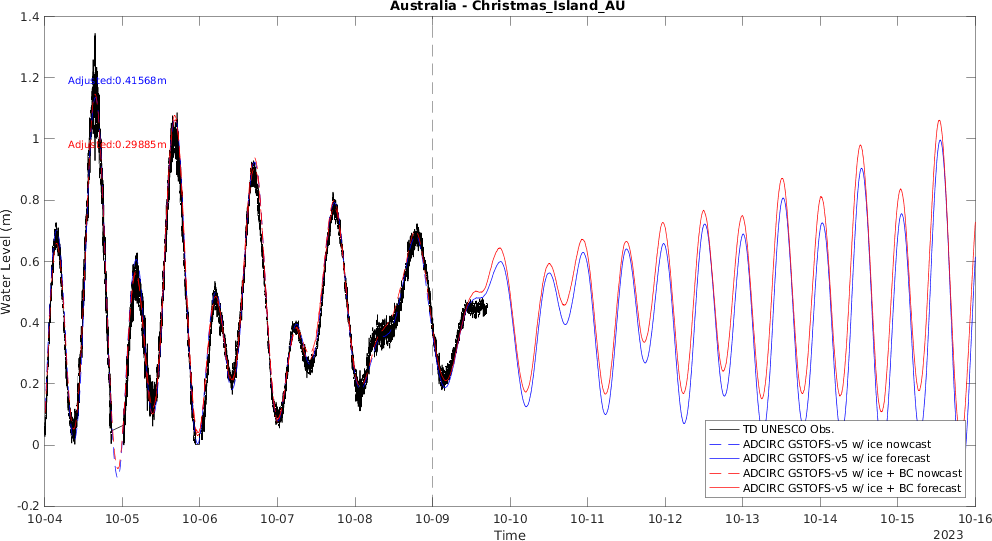 Australia - Christmas_Island_AU
1.4
1.2
1
0.8
0.6
0.4
0.2
0
-0.2
Water Level (m)
Adjusted:0.41568m
Adjusted:0.29885m
TD UNESCO Obs.
ADCIRC GSTOFS-v5 w/ ice nowcast
ADCIRC GSTOFS-v5 w/ ice forecast
ADCIRC GSTOFS-v5 w/ ice + BC nowcast
ADCIRC GSTOFS-v5 w/ ice + BC forecast
10-04 10-05 10-06 10-07 10-08 10-09 10-10 10-11 10-12 10-13 10-14 10-15 10-16
Time
2023